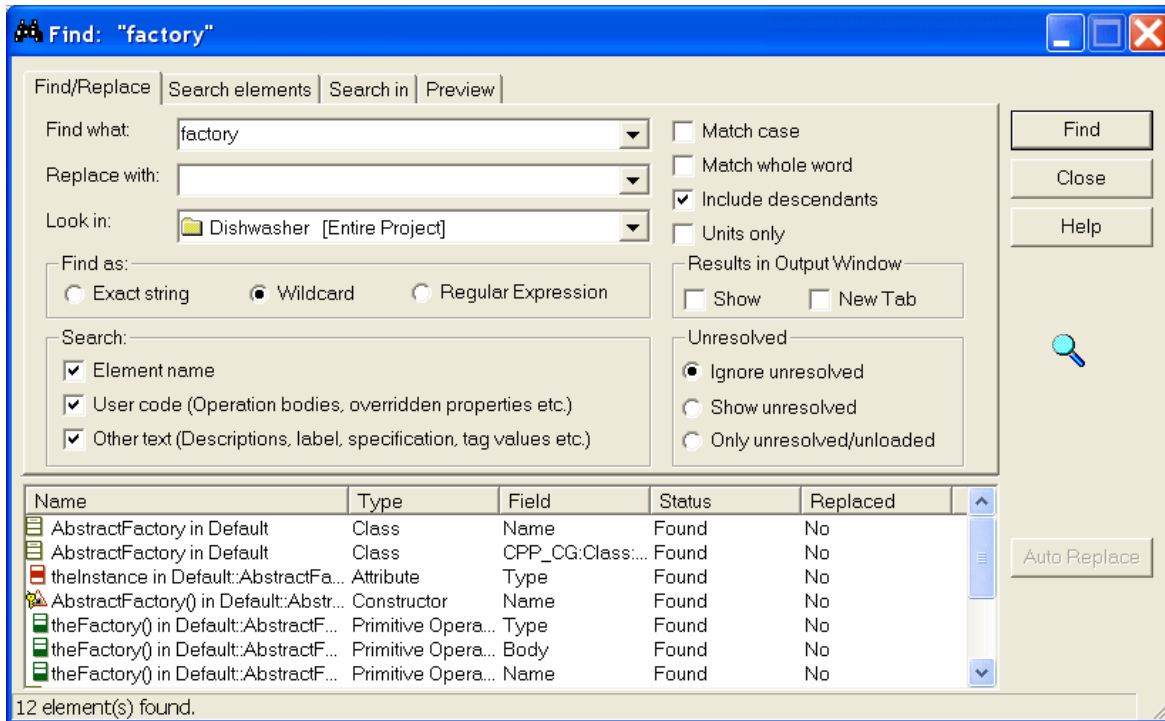 Find: "factory"
Find/Replace Search elements Search in Preview
Find what: factory
Replace with:
Look in: Dishwasher [Entire Project]
Match case
Match whole word
Include descendants
Units only
Find
Close
Help
Find as:
Exact string Wildcard Regular Expression
Results in Output Window
Show New Tab
Search:
Element name
User code (Operation bodies, overridden properties etc.)
Other text (Descriptions, label, specification, tag values etc.)
Unresolved
Ignore unresolved
Show unresolved
Only unresolved/unloaded
Name Type Field Status Replaced
AbstractFactory in Default Class Name Found No
AbstractFactory in Default Class CPP_CG:Class:... Found No
theInstance in Default::AbstractFa... Attribute Type Found No
AbstractFactory() in Default::Abstr... Constructor Name Found No
theFactory() in Default::AbstractF... Primitive Opera... Type Found No
theFactory() in Default::AbstractF... Primitive Opera... Body Found No
theFactory() in Default::AbstractF... Primitive Opera... Name Found No
Auto Replace
12 element(s) found.